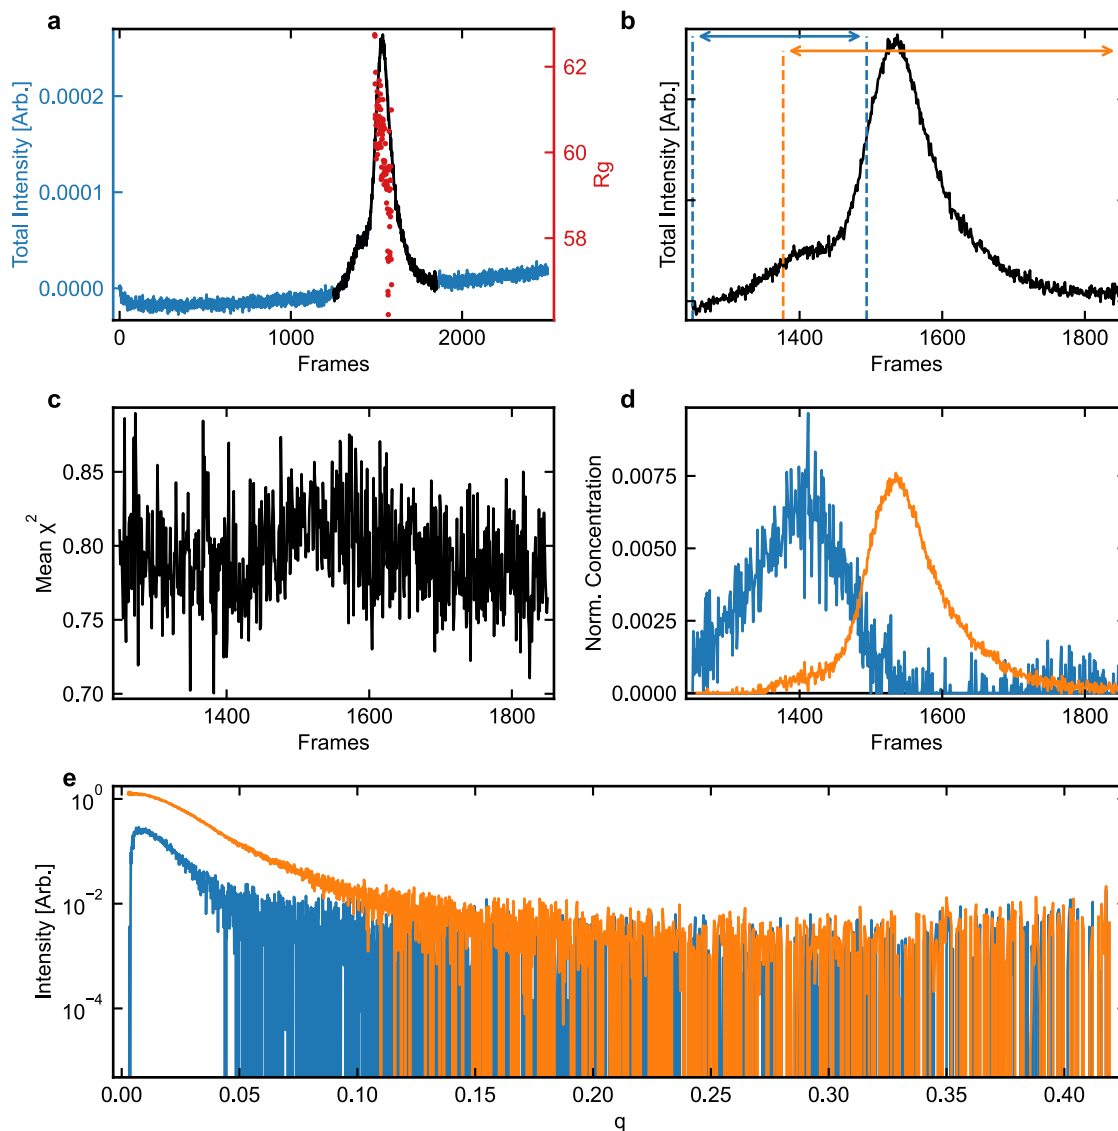 a
Total Intensity [Arb.]
0.0002
0.0001
0.0000
62
60
58
Rg
0 1000 2000
Frames
b
Total Intensity [Arb.]
1400 1600 1800
Frames
c
Mean χ²
0.85
0.80
0.75
0.70
1400 1600 1800
Frames
d
Norm. Concentration
0.0075
0.0050
0.0025
0.0000
1400 1600 1800
Frames
e
Intensity [Arb.]
10⁰
10⁻²
10⁻⁴
0.00 0.05 0.10 0.15 0.20 0.25 0.30 0.35 0.40
q